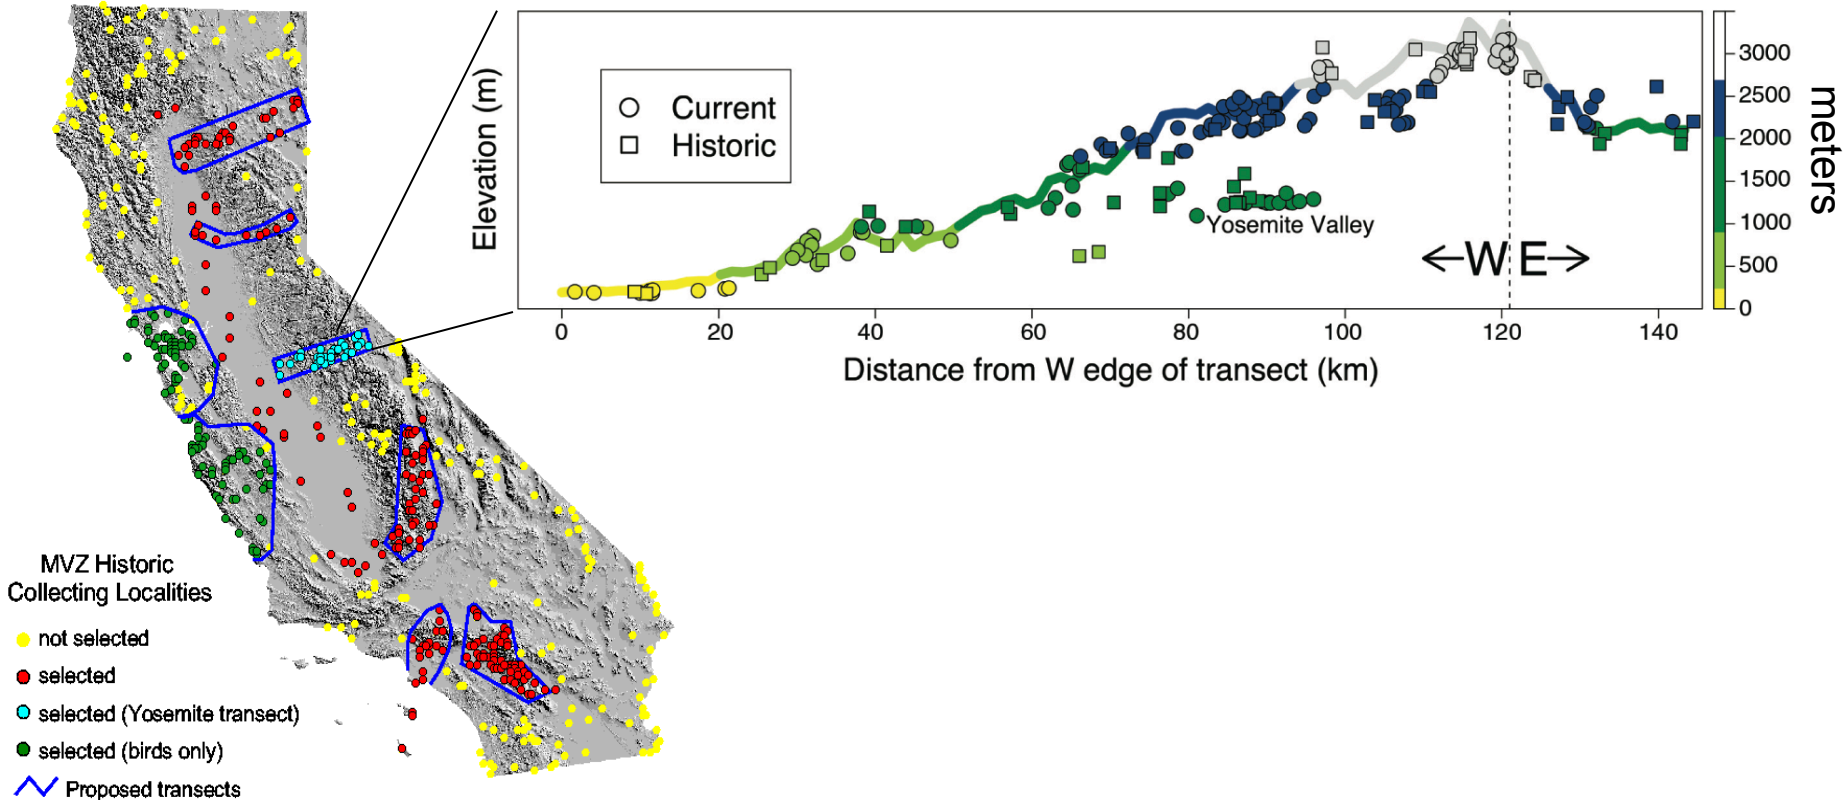 MVZ Historic
Collecting Localities
not selected
selected
selected (Yosemite transect)
selected (birds only)
Proposed transects
Elevation (m)
Current
Historic
Yosemite Valley
W E
0 20 40 60 80 100 120 140
Distance from W edge of transect (km)
3000
2500
2000
1500
1000
500
0
meters